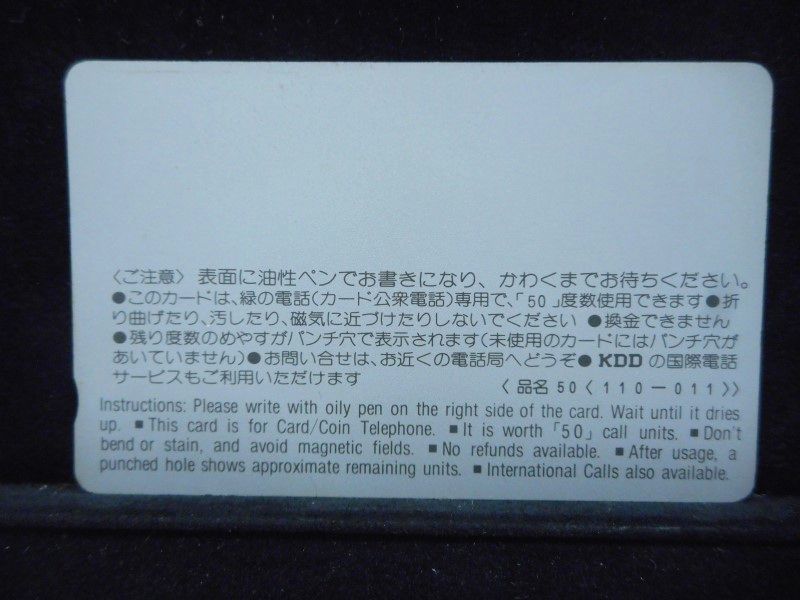 〈ご注意〉 表面に油性ペンでお書きになり、かわくまでお待ちください。
●このカードは、緑の電話(カード公衆電話)専用で、「50」度数使用できます●折
り曲げたり、汚したり、磁気に近づけたりしないでください ●換金できません
●残り度数のめやすがパンチ穴で表示されます(未使用のカードにはパンチ穴が
あいていません)●お問い合せは、お近くの電話局へどうぞ● KDD の国際電話
サービスもご利用いただけます
〈品名 50〈110－011〉〉
Instructions: Please write with oily pen on the right side of the card. Wait until it dries
up. ■ This card is for Card/Coin Telephone. ■ It is worth「50」call units. ■ Don't
bend or stain, and avoid magnetic fields. ■ No refunds available. ■ After usage, a
punched hole shows approximate remaining units. ■ International Calls also available.